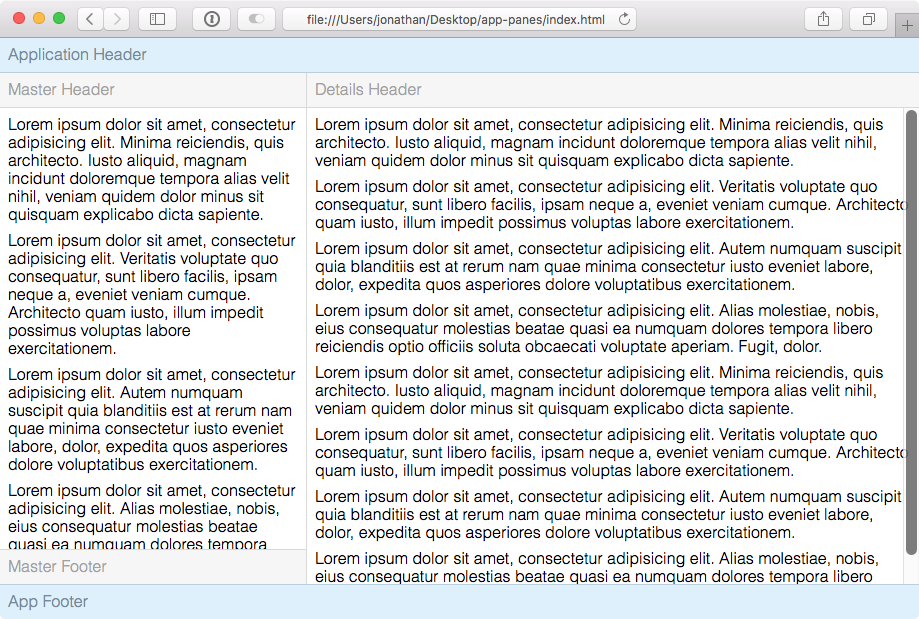 file:///Users/jonathan/Desktop/app-panes/index.html
Application Header
Master Header
Lorem ipsum dolor sit amet, consectetur
adipisicing elit. Minima reiciendis, quis
architecto. Iusto aliquid, magnam
incidunt doloremque tempora alias velit
nihil, veniam quidem dolor minus sit
quisquam explicabo dicta sapiente.
Lorem ipsum dolor sit amet, consectetur
adipisicing elit. Veritatis voluptate quo
consequatur, sunt libero facilis, ipsam
neque a, eveniet veniam cumque.
Architecto quam iusto, illum impedit
possimus voluptas labore
exercitationem.
Lorem ipsum dolor sit amet, consectetur
adipisicing elit. Autem numquam
suscipit quia blanditiis est at rerum nam
quae minima consectetur iusto eveniet
labore, dolor, expedita quos asperiores
dolore voluptatibus exercitationem.
Lorem ipsum dolor sit amet, consectetur
adipisicing elit. Alias molestiae, nobis,
eius consequatur molestias beatae
quasi ea numquam dolores tempora
Master Footer
Details Header
Lorem ipsum dolor sit amet, consectetur adipisicing elit. Minima reiciendis, quis
architecto. Iusto aliquid, magnam incidunt doloremque tempora alias velit nihil,
veniam quidem dolor minus sit quisquam explicabo dicta sapiente.
Lorem ipsum dolor sit amet, consectetur adipisicing elit. Veritatis voluptate quo
consequatur, sunt libero facilis, ipsam neque a, eveniet veniam cumque. Architecto
quam iusto, illum impedit possimus voluptas labore exercitationem.
Lorem ipsum dolor sit amet, consectetur adipisicing elit. Autem numquam suscipit
quia blanditiis est at rerum nam quae minima consectetur iusto eveniet labore,
dolor, expedita quos asperiores dolore voluptatibus exercitationem.
Lorem ipsum dolor sit amet, consectetur adipisicing elit. Alias molestiae, nobis,
eius consequatur molestias beatae quasi ea numquam dolores tempora libero
reiciendis optio officiis soluta obcaecati voluptate aperiam. Fugit, dolor.
Lorem ipsum dolor sit amet, consectetur adipisicing elit. Minima reiciendis, quis
architecto. Iusto aliquid, magnam incidunt doloremque tempora alias velit nihil,
veniam quidem dolor minus sit quisquam explicabo dicta sapiente.
Lorem ipsum dolor sit amet, consectetur adipisicing elit. Veritatis voluptate quo
consequatur, sunt libero facilis, ipsam neque a, eveniet veniam cumque. Architecto
quam iusto, illum impedit possimus voluptas labore exercitationem.
Lorem ipsum dolor sit amet, consectetur adipisicing elit. Autem numquam suscipit
quia blanditiis est at rerum nam quae minima consectetur iusto eveniet labore,
dolor, expedita quos asperiores dolore voluptatibus exercitationem.
Lorem ipsum dolor sit amet, consectetur adipisicing elit. Alias molestiae, nobis,
eius consequatur molestias beatae quasi ea numquam dolores tempora libero
App Footer